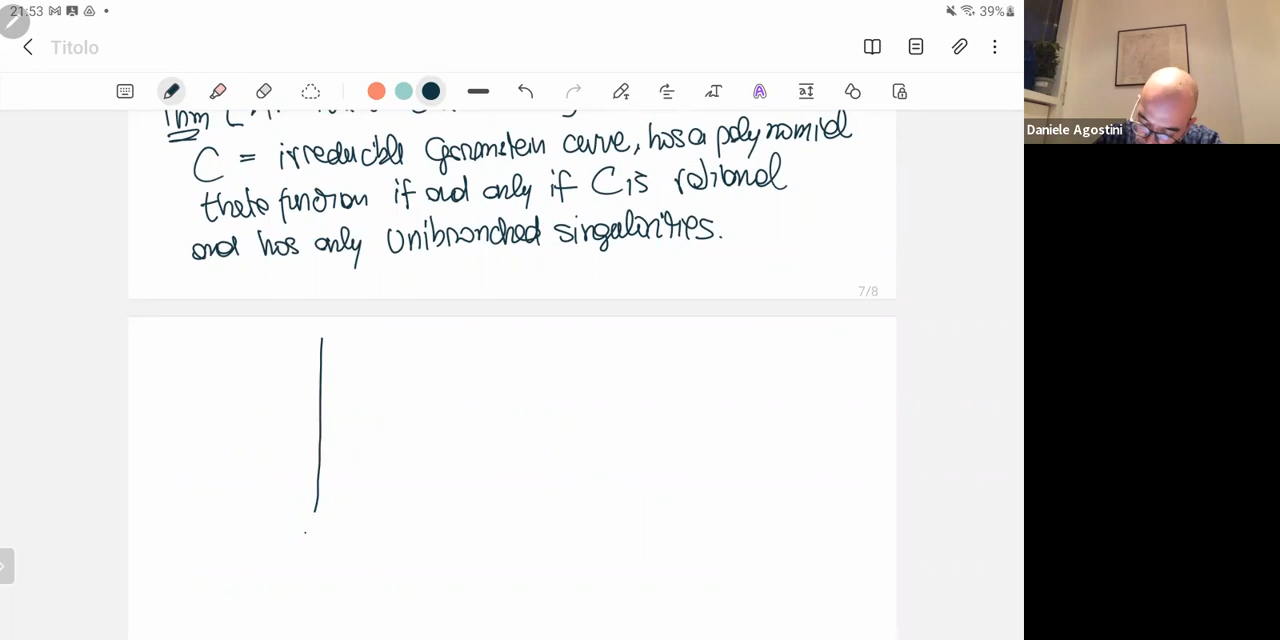 21:53
39%
Titolo
Thm
C = irreducible Gorenstein curve, has a polynomial
theta function if and only if C is rational
and has only unibranched singularities.
7/8
Daniele Agostini